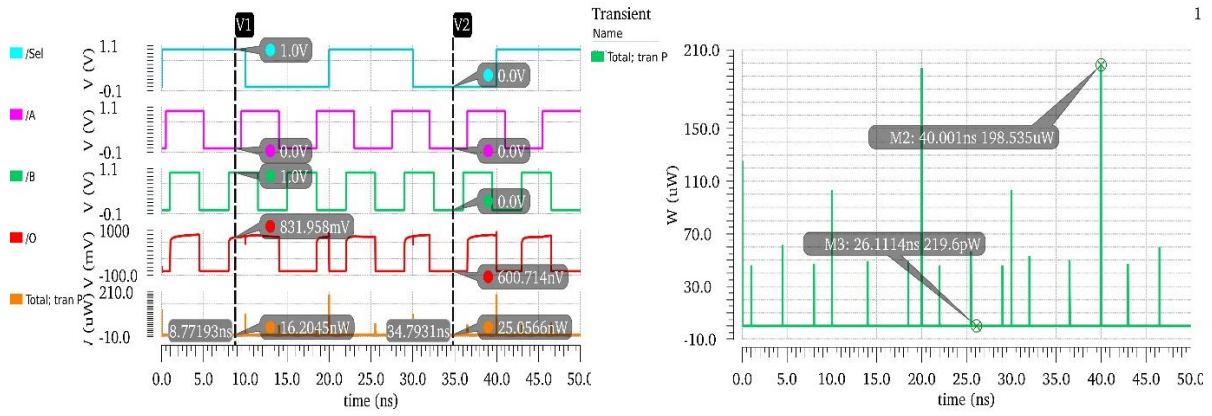 V1 V2
/Sel
V (V)
1.1
-0.1
1.0V
0.0V
/A
V (V)
1.1
-0.1
0.0V
0.0V
/B
V (V)
1.1
-0.1
1.0V
0.0V
/O
V (mV)
1000
-100.0
831.958mV
600.714nV
Total; tran P
(uW)
210.0
-10.0
8.77193ns 16.2045nW 34.7931ns 25.0566nW
0.0 5.0 10.0 15.0 20.0 25.0 30.0 35.0 40.0 45.0 50.0
time (ns)
Transient 1
Name
Total; tran P
W (uW)
210.0
150.0
110.0
70.0
30.0
-10.0
M2: 40.001ns 198.535uW
M3: 26.1114ns 219.6pW
0.0 5.0 10.0 15.0 20.0 25.0 30.0 35.0 40.0 45.0 50.0
time (ns)